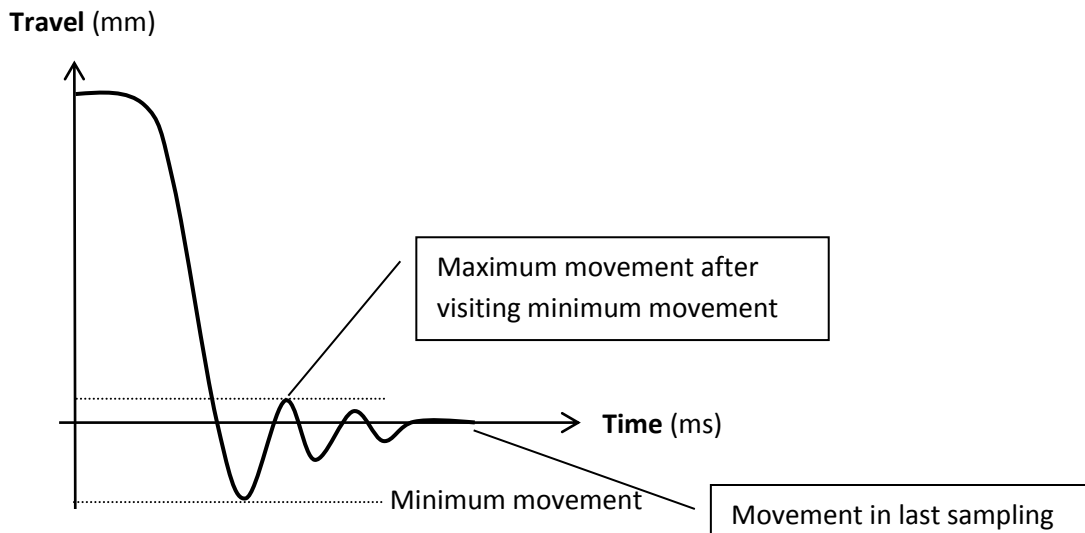 Travel (mm)
Maximum movement after
visiting minimum movement
Time (ms)
Minimum movement
Movement in last sampling